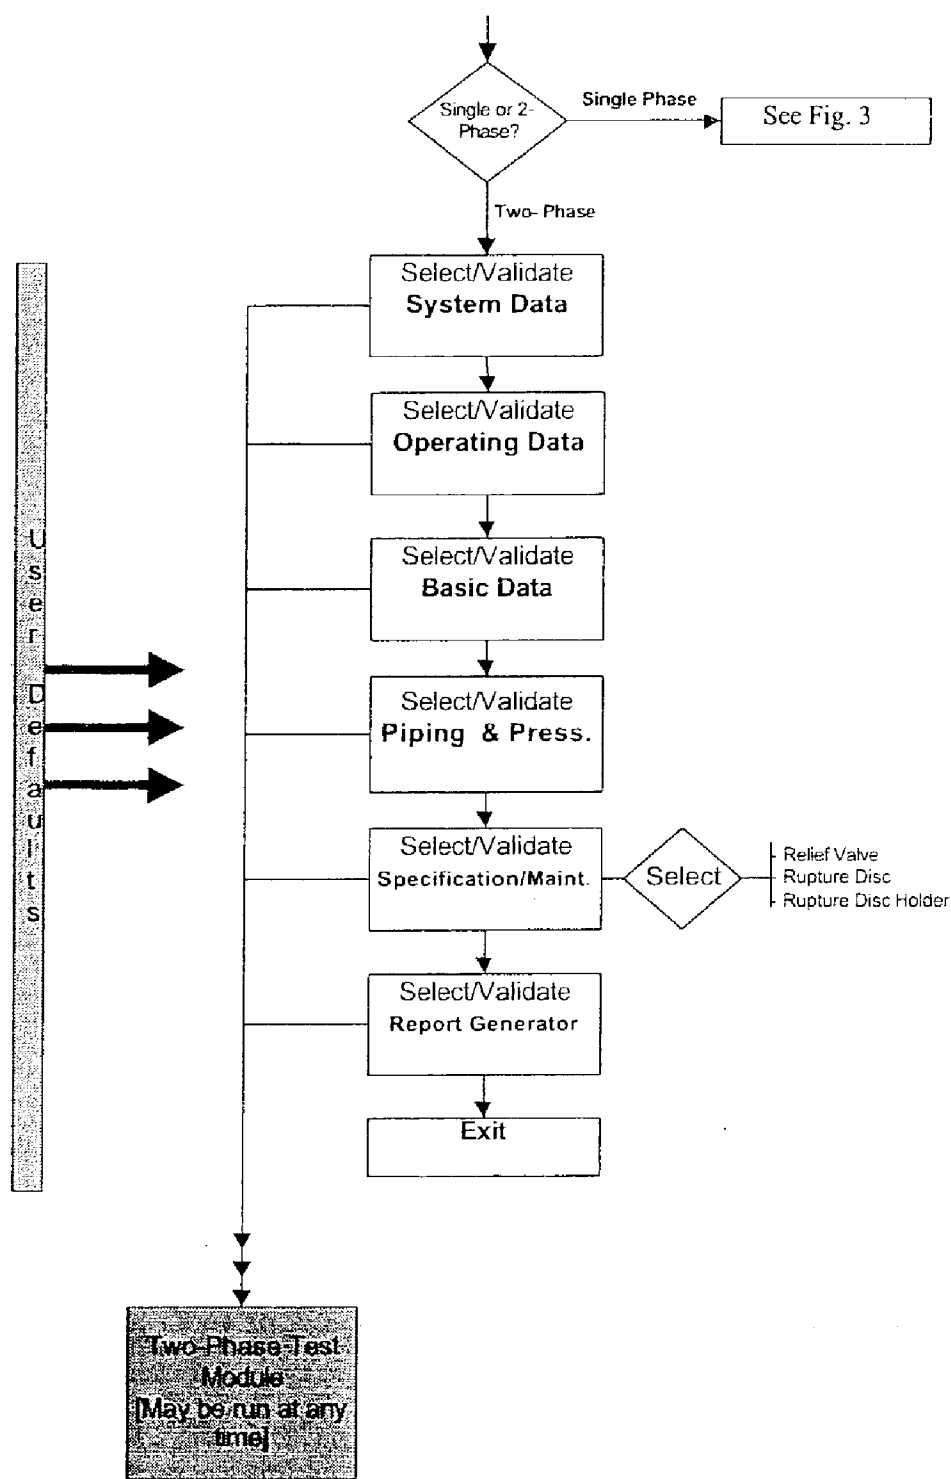 Single or 2-
Phase?
Single Phase
See Fig. 3
Two- Phase
Select/Validate
System Data
Select/Validate
Operating Data
Select/Validate
Basic Data
User Defaults
Select/Validate
Piping & Press.
Select/Validate
Specification/Maint.
Select
Relief Valve
Rupture Disc
Rupture Disc Holder
Select/Validate
Report Generator
Exit
Two-Phase-Test
Module
[May be run at any
time]